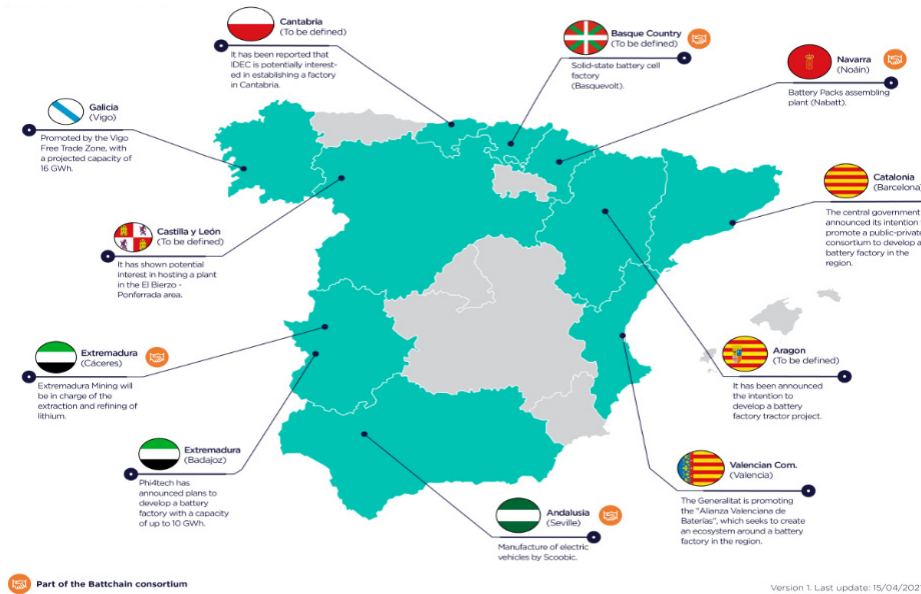 Cantabria
(To be defined)
It has been reported that
IDEC is potentially interest-
ed in establishing a factory
in Cantabria.
Basque Country
(To be defined)
Solid-state battery cell
factory
(Basquevolt).
Navarra
(Noáin)
Battery Packs assembling
plant (Nabatt).
Galicia
(Vigo)
Promoted by the Vigo
Free Trade Zone, with
a projected capacity of
16 GWh.
Catalonia
(Barcelona)
The central government
announced its intention
promote a public-private
consortium to develop a
battery factory in the
region.
Castilla y León
(To be defined)
It has shown potential
interest in hosting a plant
in the El Bierzo -
Ponferrada area.
Extremadura
(Cáceres)
Extremadura Mining will
be in charge of the
extraction and refining of
lithium.
Aragon
(To be defined)
It has been announced
the intention to
develop a battery
factory tractor project.
Extremadura
(Badajoz)
Phi4tech has
announced plans to
develop a battery
factory with a capacity
of up to 10 GWh.
Valencian Com.
(Valencia)
The Generalitat is promoting
the "Alianza Valenciana de
Baterías", which seeks to create
an ecosystem around a battery
factory in the region.
Andalusia
(Seville)
Manufacture of electric
vehicles by Scoobic.
Part of the Battchain consortium
Version 1. Last update: 15/04/2021